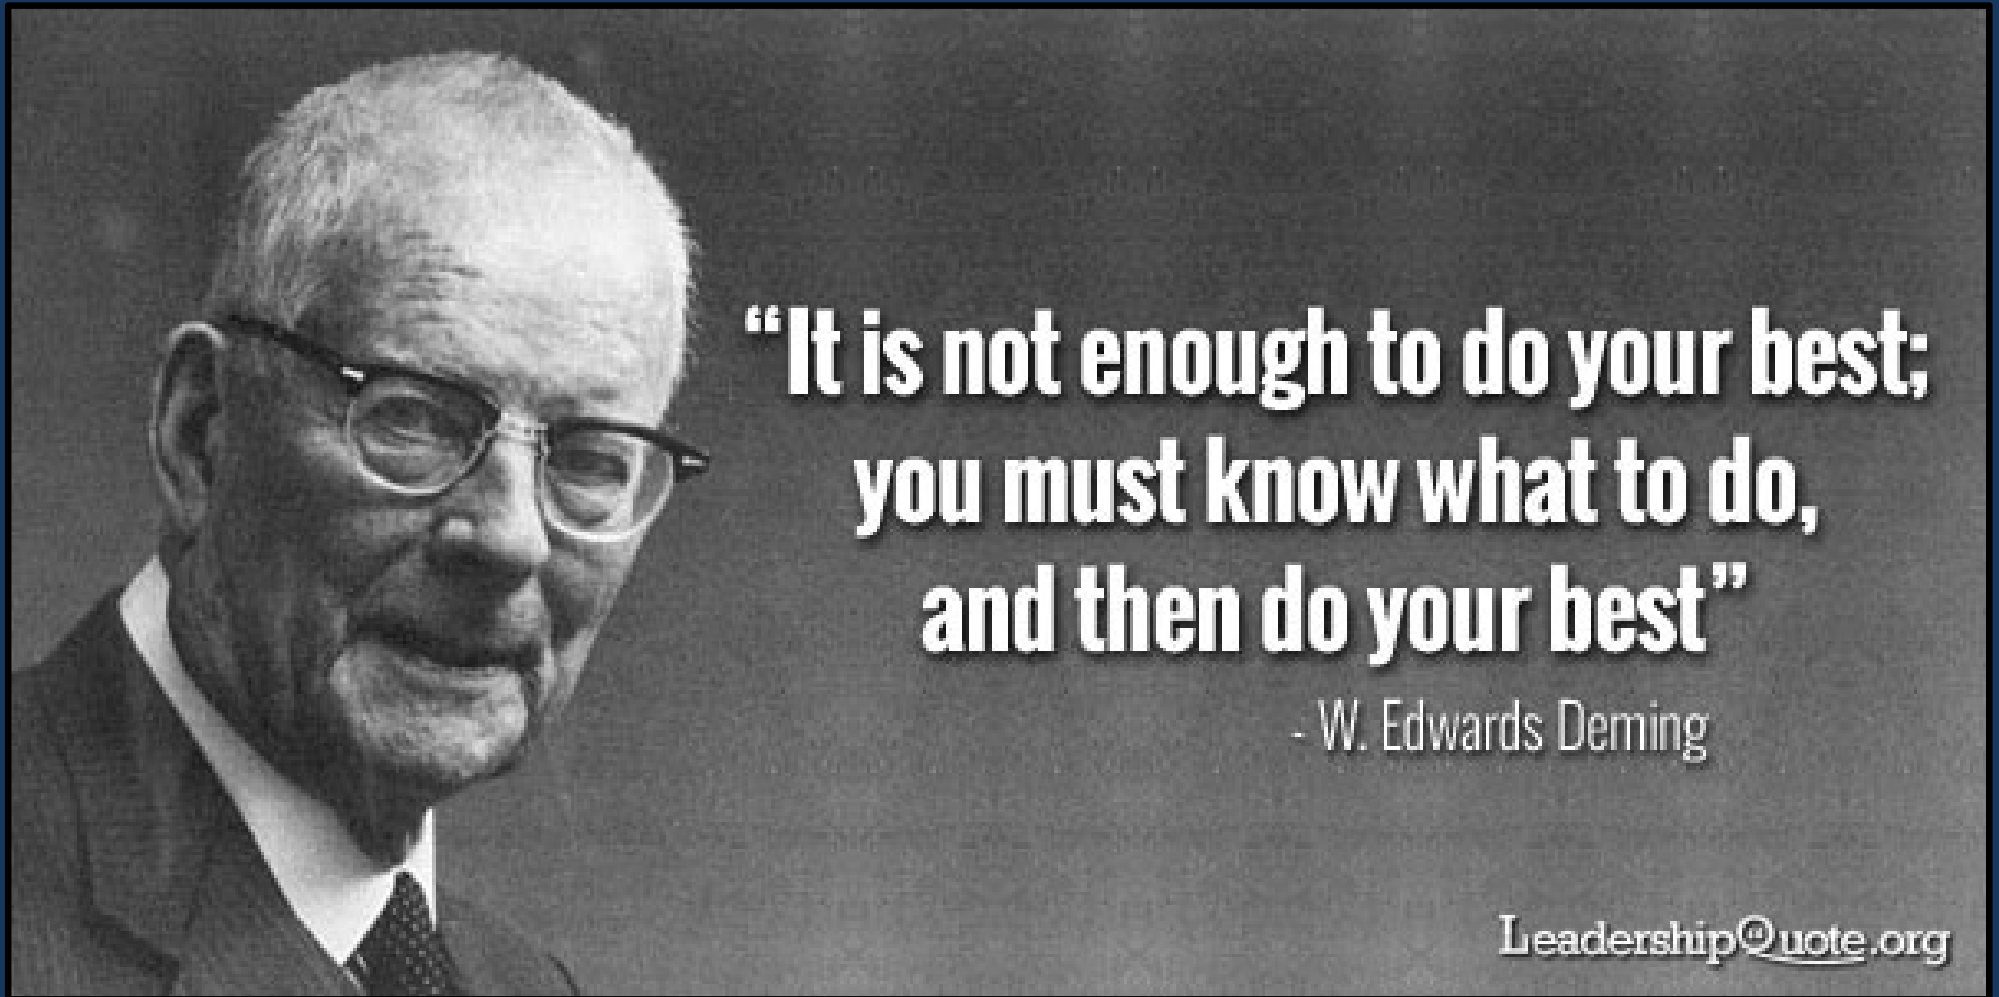 “It is not enough to do your best;
you must know what to do,
and then do your best”
- W. Edwards Deming
LeadershipQuote.org